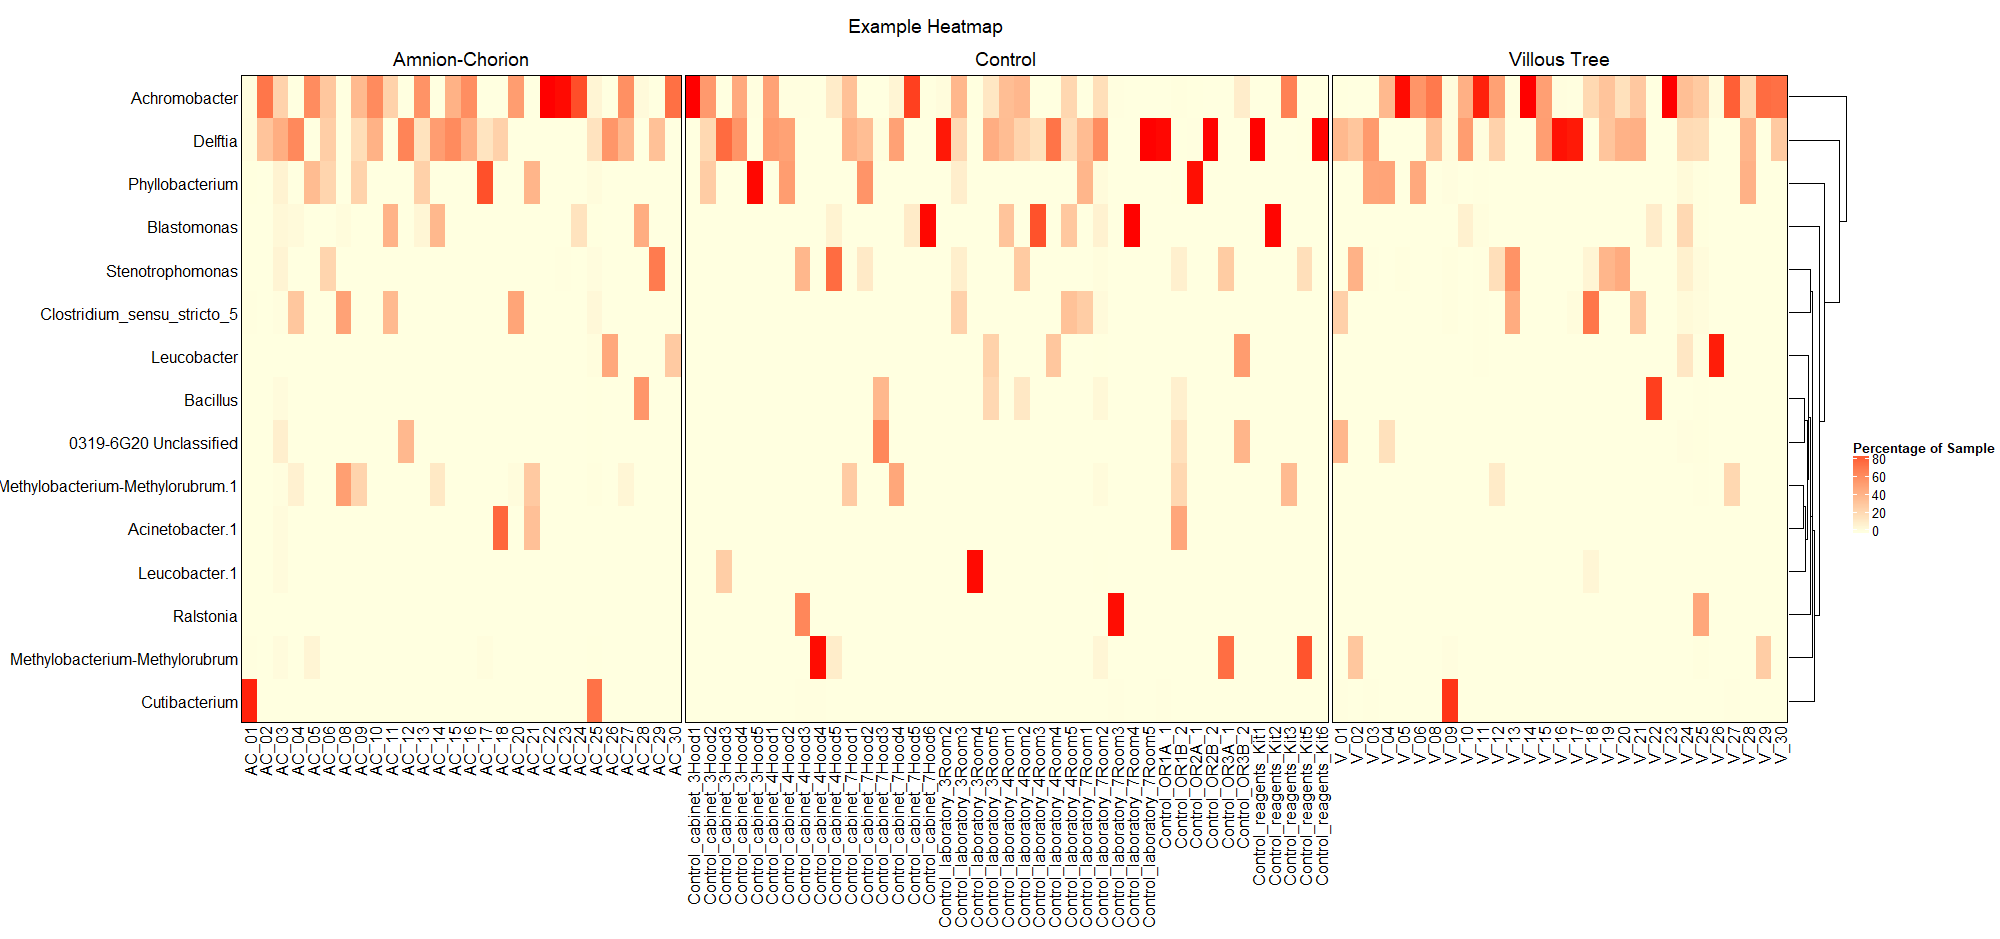 Example Heatmap
Amnion-Chorion
Control
Villous Tree
Achromobacter
Delftia
Phyllobacterium
Blastomonas
Stenotrophomonas
Clostridium_sensu_stricto_5
Leucobacter
Bacillus
0319-6G20 Unclassified
Methylobacterium-Methylorubrum.1
Acinetobacter.1
Leucobacter.1
Ralstonia
Methylobacterium-Methylorubrum
Cutibacterium
Percentage of Sample
80
60
40
20
0
AC_01
AC_02
AC_03
AC_04
AC_05
AC_06
AC_08
AC_09
AC_10
AC_11
AC_12
AC_13
AC_14
AC_15
AC_16
AC_17
AC_18
AC_20
AC_21
AC_22
AC_23
AC_24
AC_25
AC_26
AC_27
AC_28
AC_29
AC_30
Control_cabinet_3Hood1
Control_cabinet_3Hood2
Control_cabinet_3Hood3
Control_cabinet_3Hood4
Control_cabinet_3Hood5
Control_cabinet_4Hood1
Control_cabinet_4Hood2
Control_cabinet_4Hood3
Control_cabinet_4Hood4
Control_cabinet_4Hood5
Control_cabinet_7Hood1
Control_cabinet_7Hood2
Control_cabinet_7Hood3
Control_cabinet_7Hood4
Control_cabinet_7Hood5
Control_cabinet_7Hood6
Control_laboratory_3Room2
Control_laboratory_3Room3
Control_laboratory_3Room4
Control_laboratory_3Room5
Control_laboratory_4Room1
Control_laboratory_4Room2
Control_laboratory_4Room3
Control_laboratory_4Room4
Control_laboratory_4Room5
Control_laboratory_7Room1
Control_laboratory_7Room2
Control_laboratory_7Room3
Control_laboratory_7Room4
Control_laboratory_7Room5
Control_OR1A_1
Control_OR1B_2
Control_OR2A_1
Control_OR2B_2
Control_OR3A_1
Control_OR3B_2
Control_reagents_Kit1
Control_reagents_Kit2
Control_reagents_Kit3
Control_reagents_Kit5
Control_reagents_Kit6
V_01
V_02
V_03
V_04
V_05
V_06
V_08
V_09
V_10
V_11
V_12
V_13
V_14
V_15
V_16
V_17
V_18
V_19
V_20
V_21
V_22
V_23
V_24
V_25
V_26
V_27
V_28
V_29
V_30